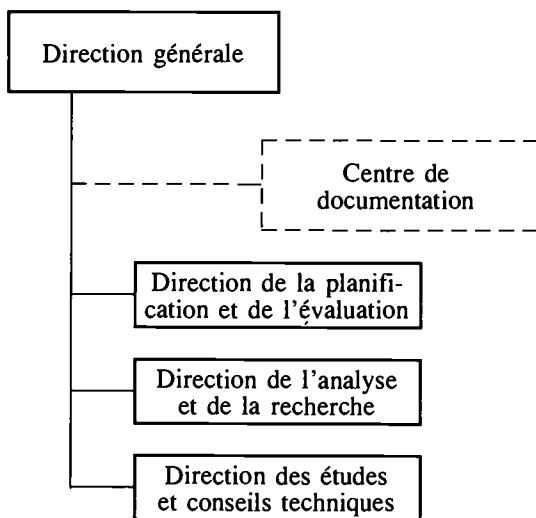 Direction générale
Centre de
documentation
Direction de la planifi-
cation et de l'évaluation
Direction de l'analyse
et de la recherche
Direction des études
et conseils techniques